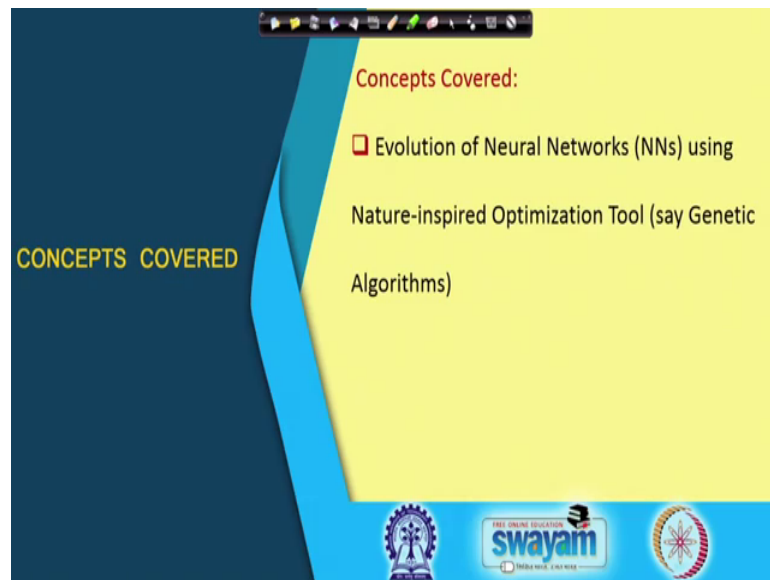 CONCEPTS COVERED
Concepts Covered:
Evolution of Neural Networks (NNs) using
Nature-inspired Optimization Tool (say Genetic
Algorithms)
FREE ONLINE EDUCATION
swayam